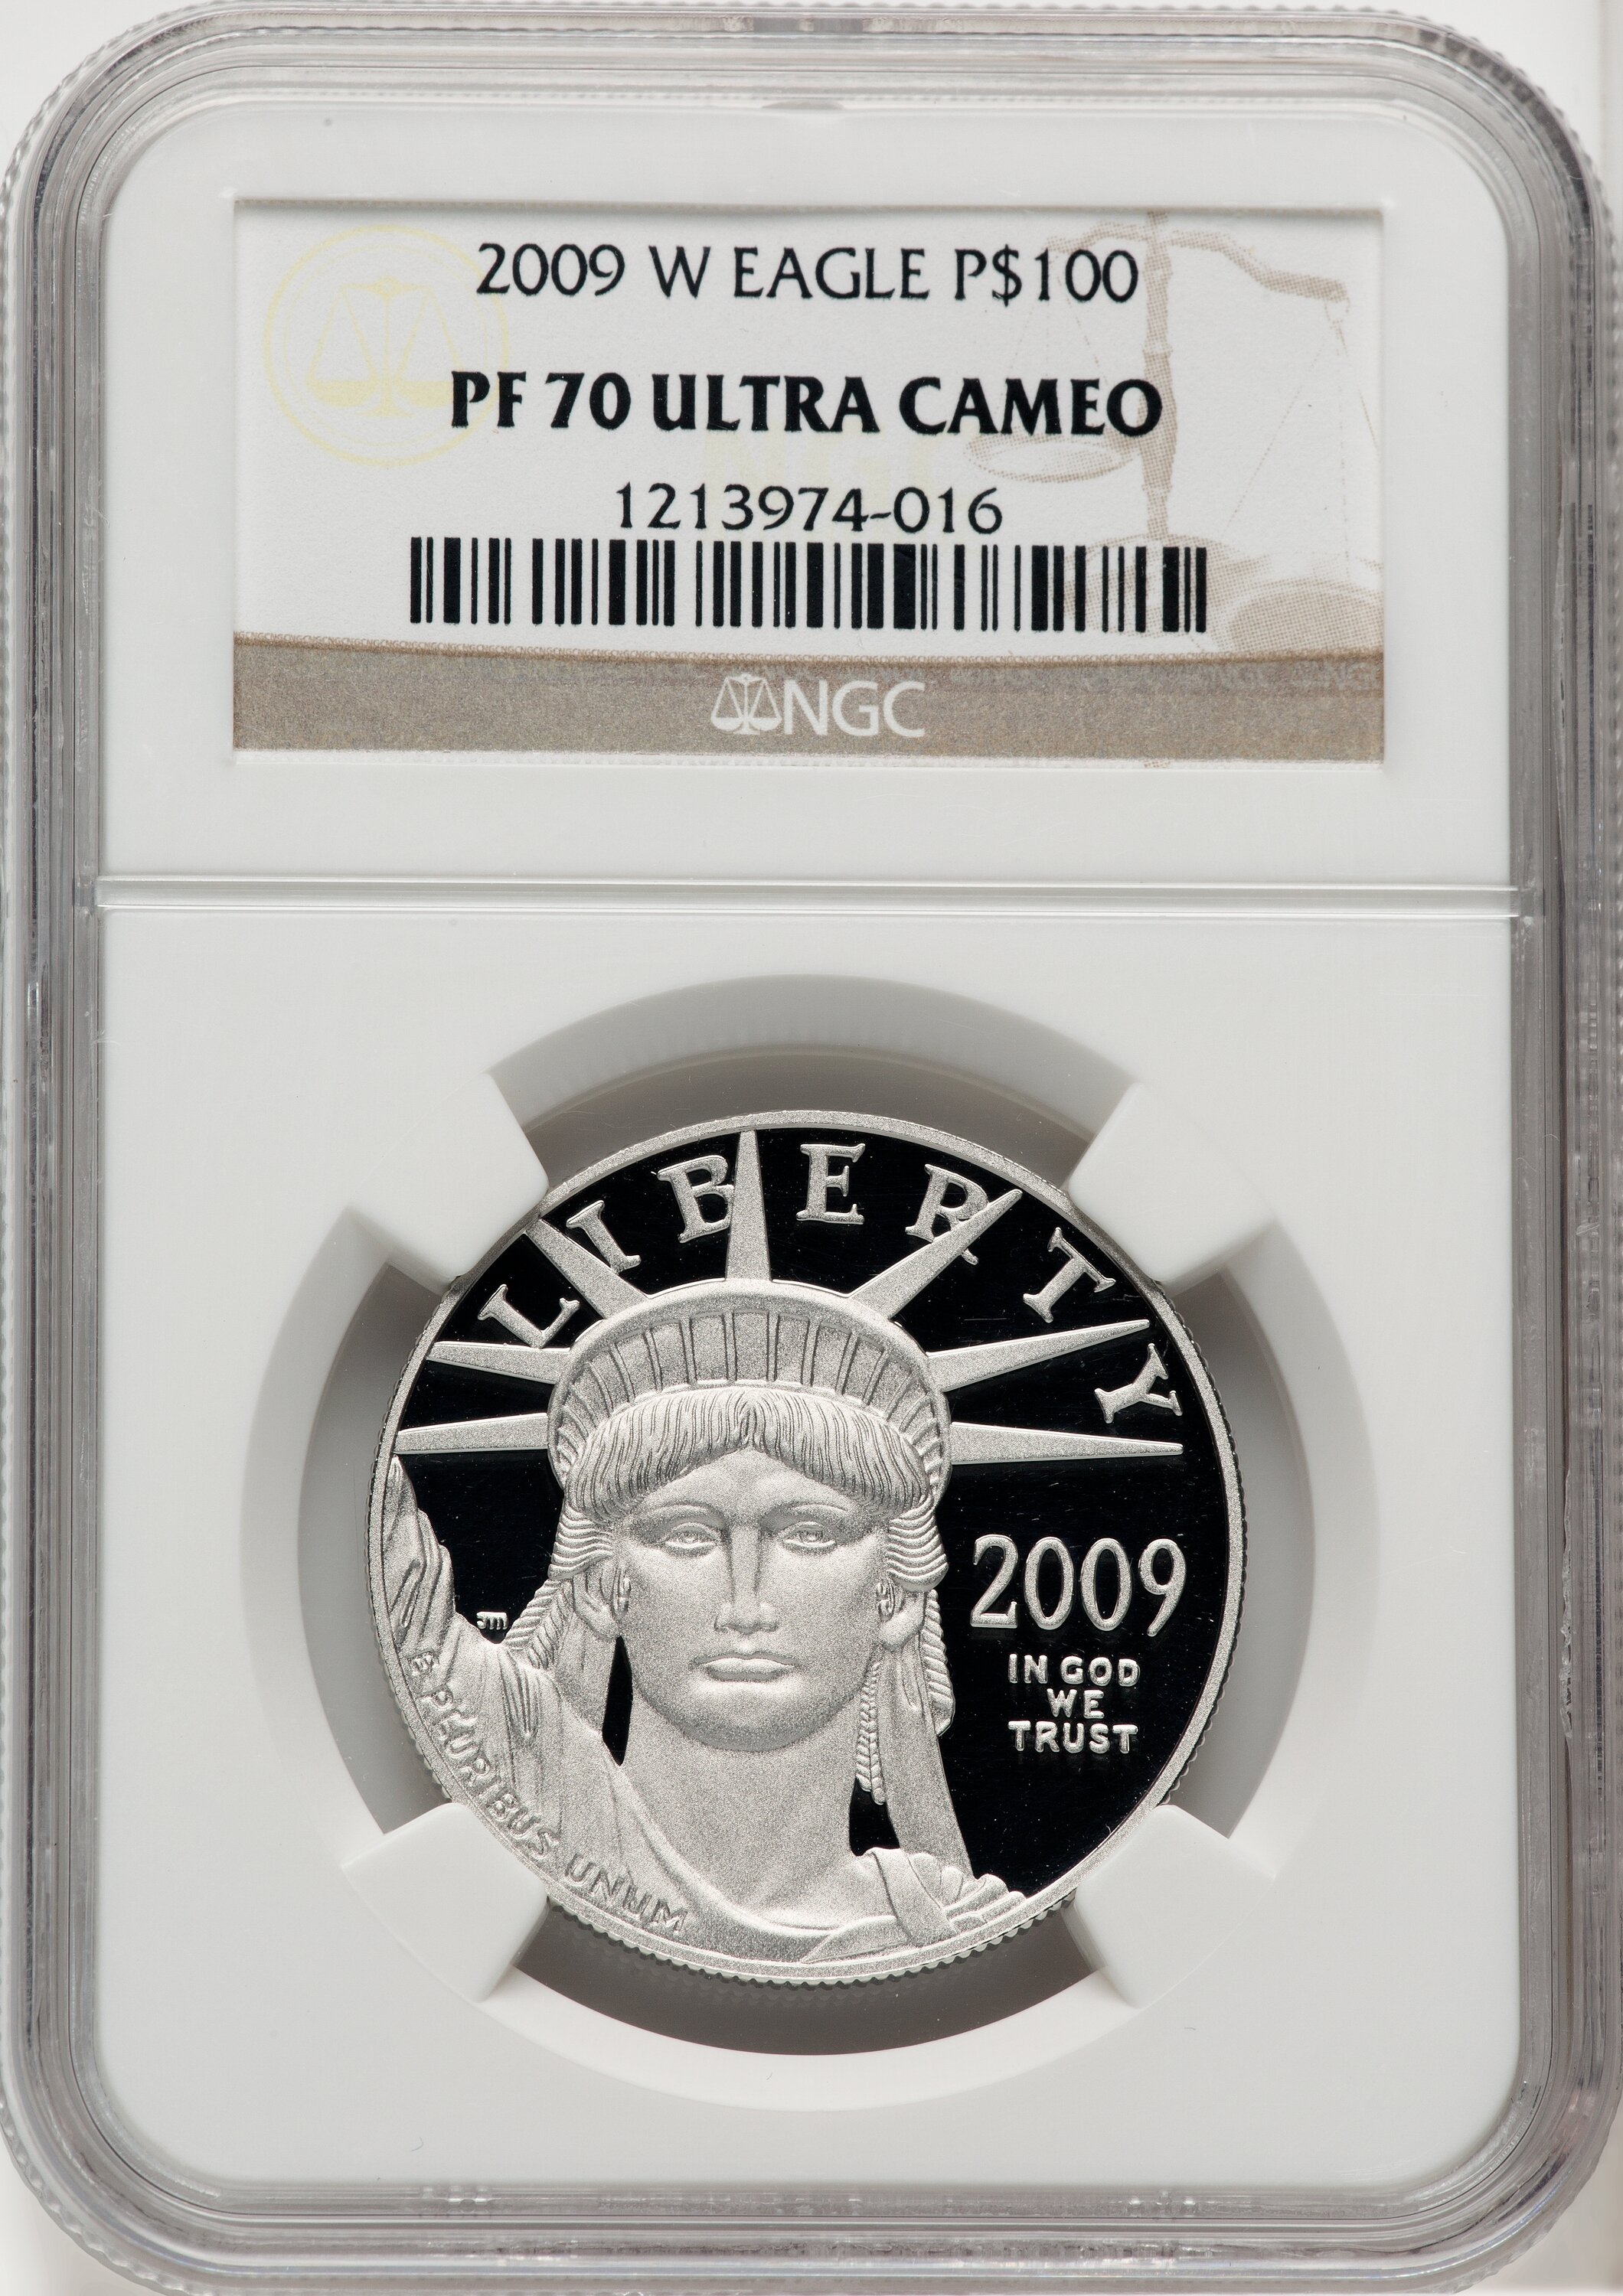 2009 W EAGLE P$100
PF 70 ULTRA CAMEO
1213974-016
NGC
LIBERTY
2009
IN GOD
WE
TRUST
E PLURIBUS UNUM